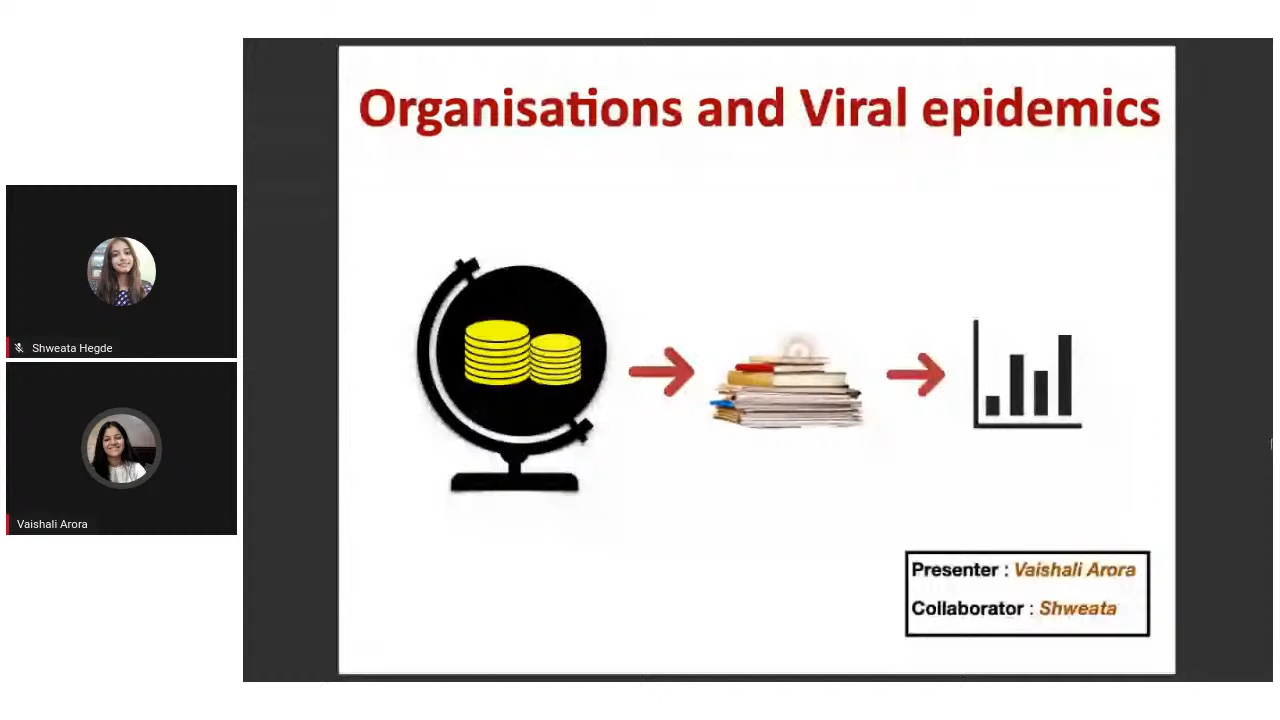 Organisations and Viral epidemics
Shweata Hegde
Vaishali Arora
Presenter : Vaishali Arora
Collaborator : Shweata